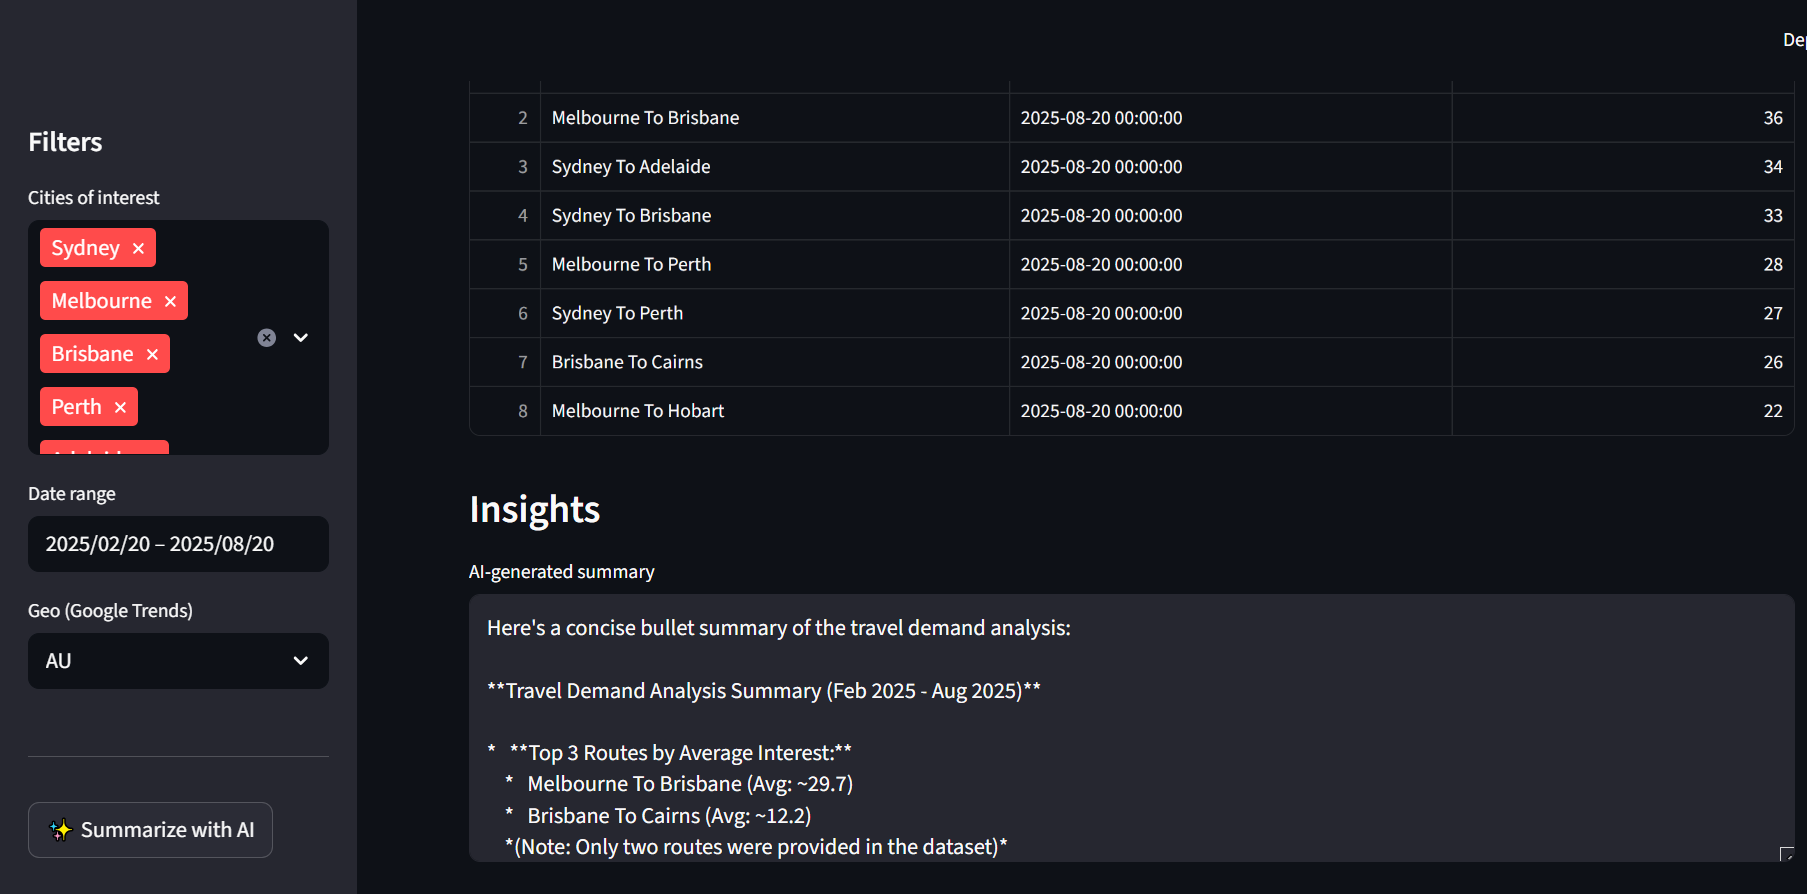 Dep
Filters
Cities of interest
Sydney ×
Melbourne ×
Brisbane ×
Perth ×
Date range
2025/02/20 – 2025/08/20
Geo (Google Trends)
AU
✨ Summarize with AI
2 Melbourne To Brisbane 2025-08-20 00:00:00 36
3 Sydney To Adelaide 2025-08-20 00:00:00 34
4 Sydney To Brisbane 2025-08-20 00:00:00 33
5 Melbourne To Perth 2025-08-20 00:00:00 28
6 Sydney To Perth 2025-08-20 00:00:00 27
7 Brisbane To Cairns 2025-08-20 00:00:00 26
8 Melbourne To Hobart 2025-08-20 00:00:00 22
Insights
AI-generated summary
Here's a concise bullet summary of the travel demand analysis:
**Travel Demand Analysis Summary (Feb 2025 - Aug 2025)**
* **Top 3 Routes by Average Interest:**
* Melbourne To Brisbane (Avg: ~29.7)
* Brisbane To Cairns (Avg: ~12.2)
*(Note: Only two routes were provided in the dataset)*